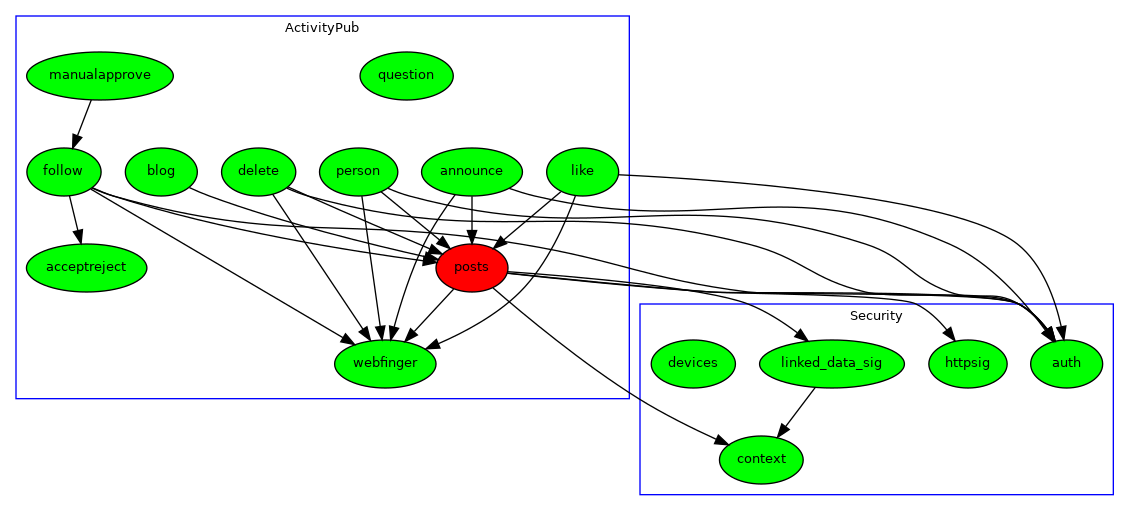 ActivityPub
manualapprove
question
follow
blog
delete
person
announce
like
acceptreject
posts
Security
webfinger
devices
linked_data_sig
httpsig
auth
context